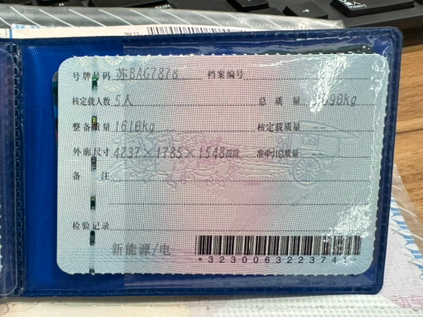 号牌号码 苏BAG7878 档案编号
核定载人数 5人 总质量
整备质量 1610kg 核定载质量 --
外廓尺寸 4237×1785×1548mm 准牵引总质量 --
备注
检验记录
新能源/电